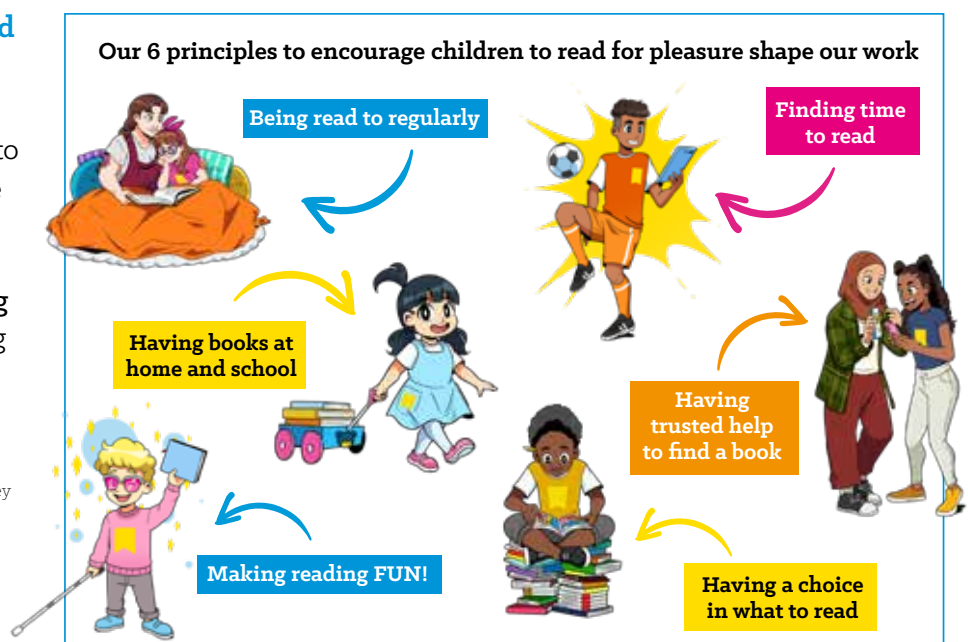 d
to
g
g
ey
Our 6 principles to encourage children to read for pleasure shape our work
Being read to regularly
Finding time
to read
Having books at
home and school
Having
trusted help
to find a book
Making reading FUN!
Having a choice
in what to read